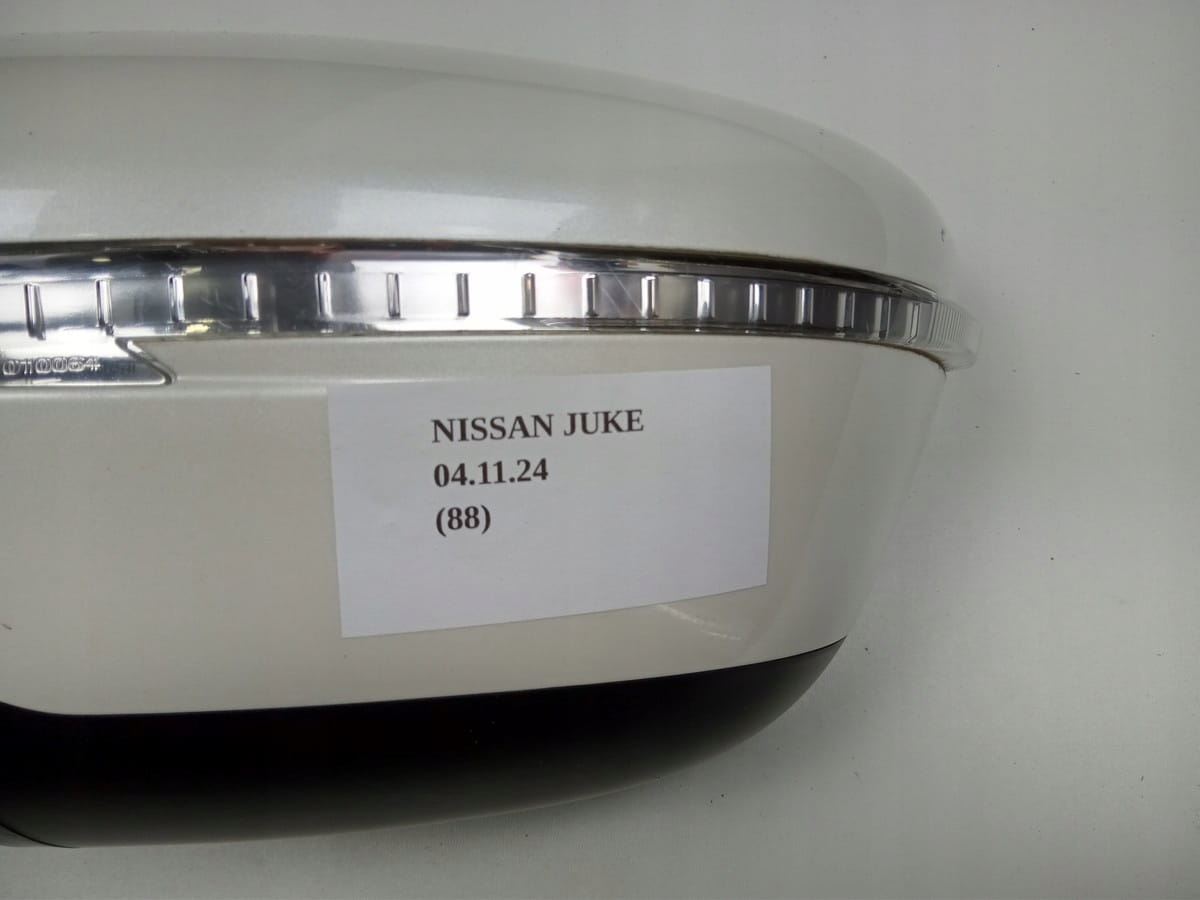 010064
NISSAN JUKE
04.11.24
(88)